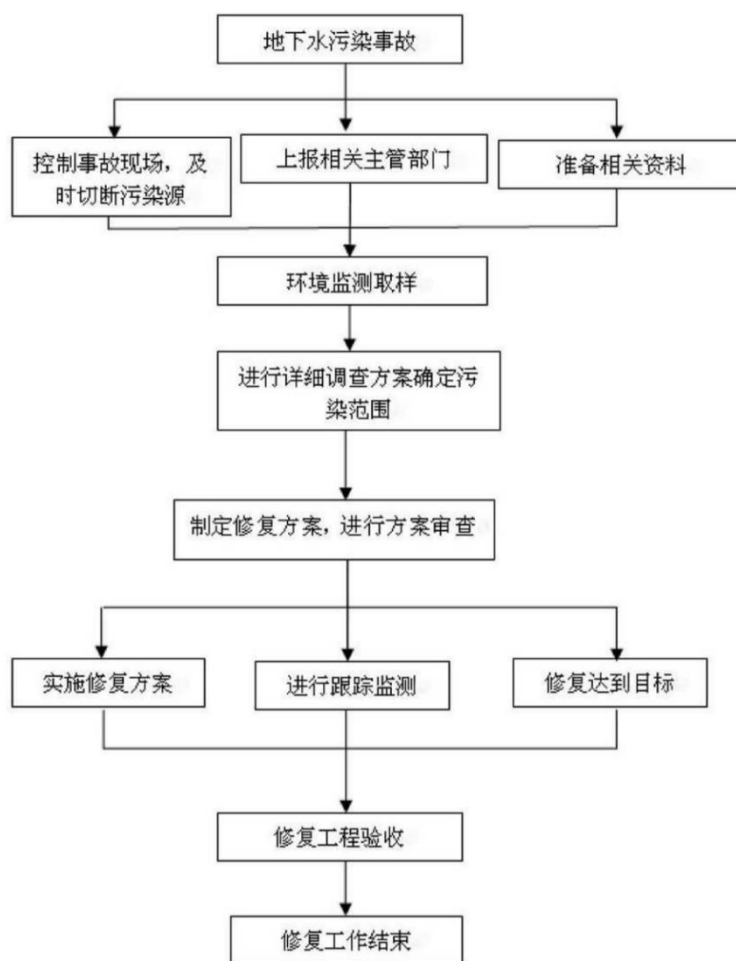 地下水污染事故
控制事故现场，及
时切断污染源
上报相关主管部门
准备相关资料
环境监测取样
进行详细调查方案确定污
染范围
制定修复方案，进行方案审查
实施修复方案
进行跟踪监测
修复达到目标
修复工程验收
修复工作结束